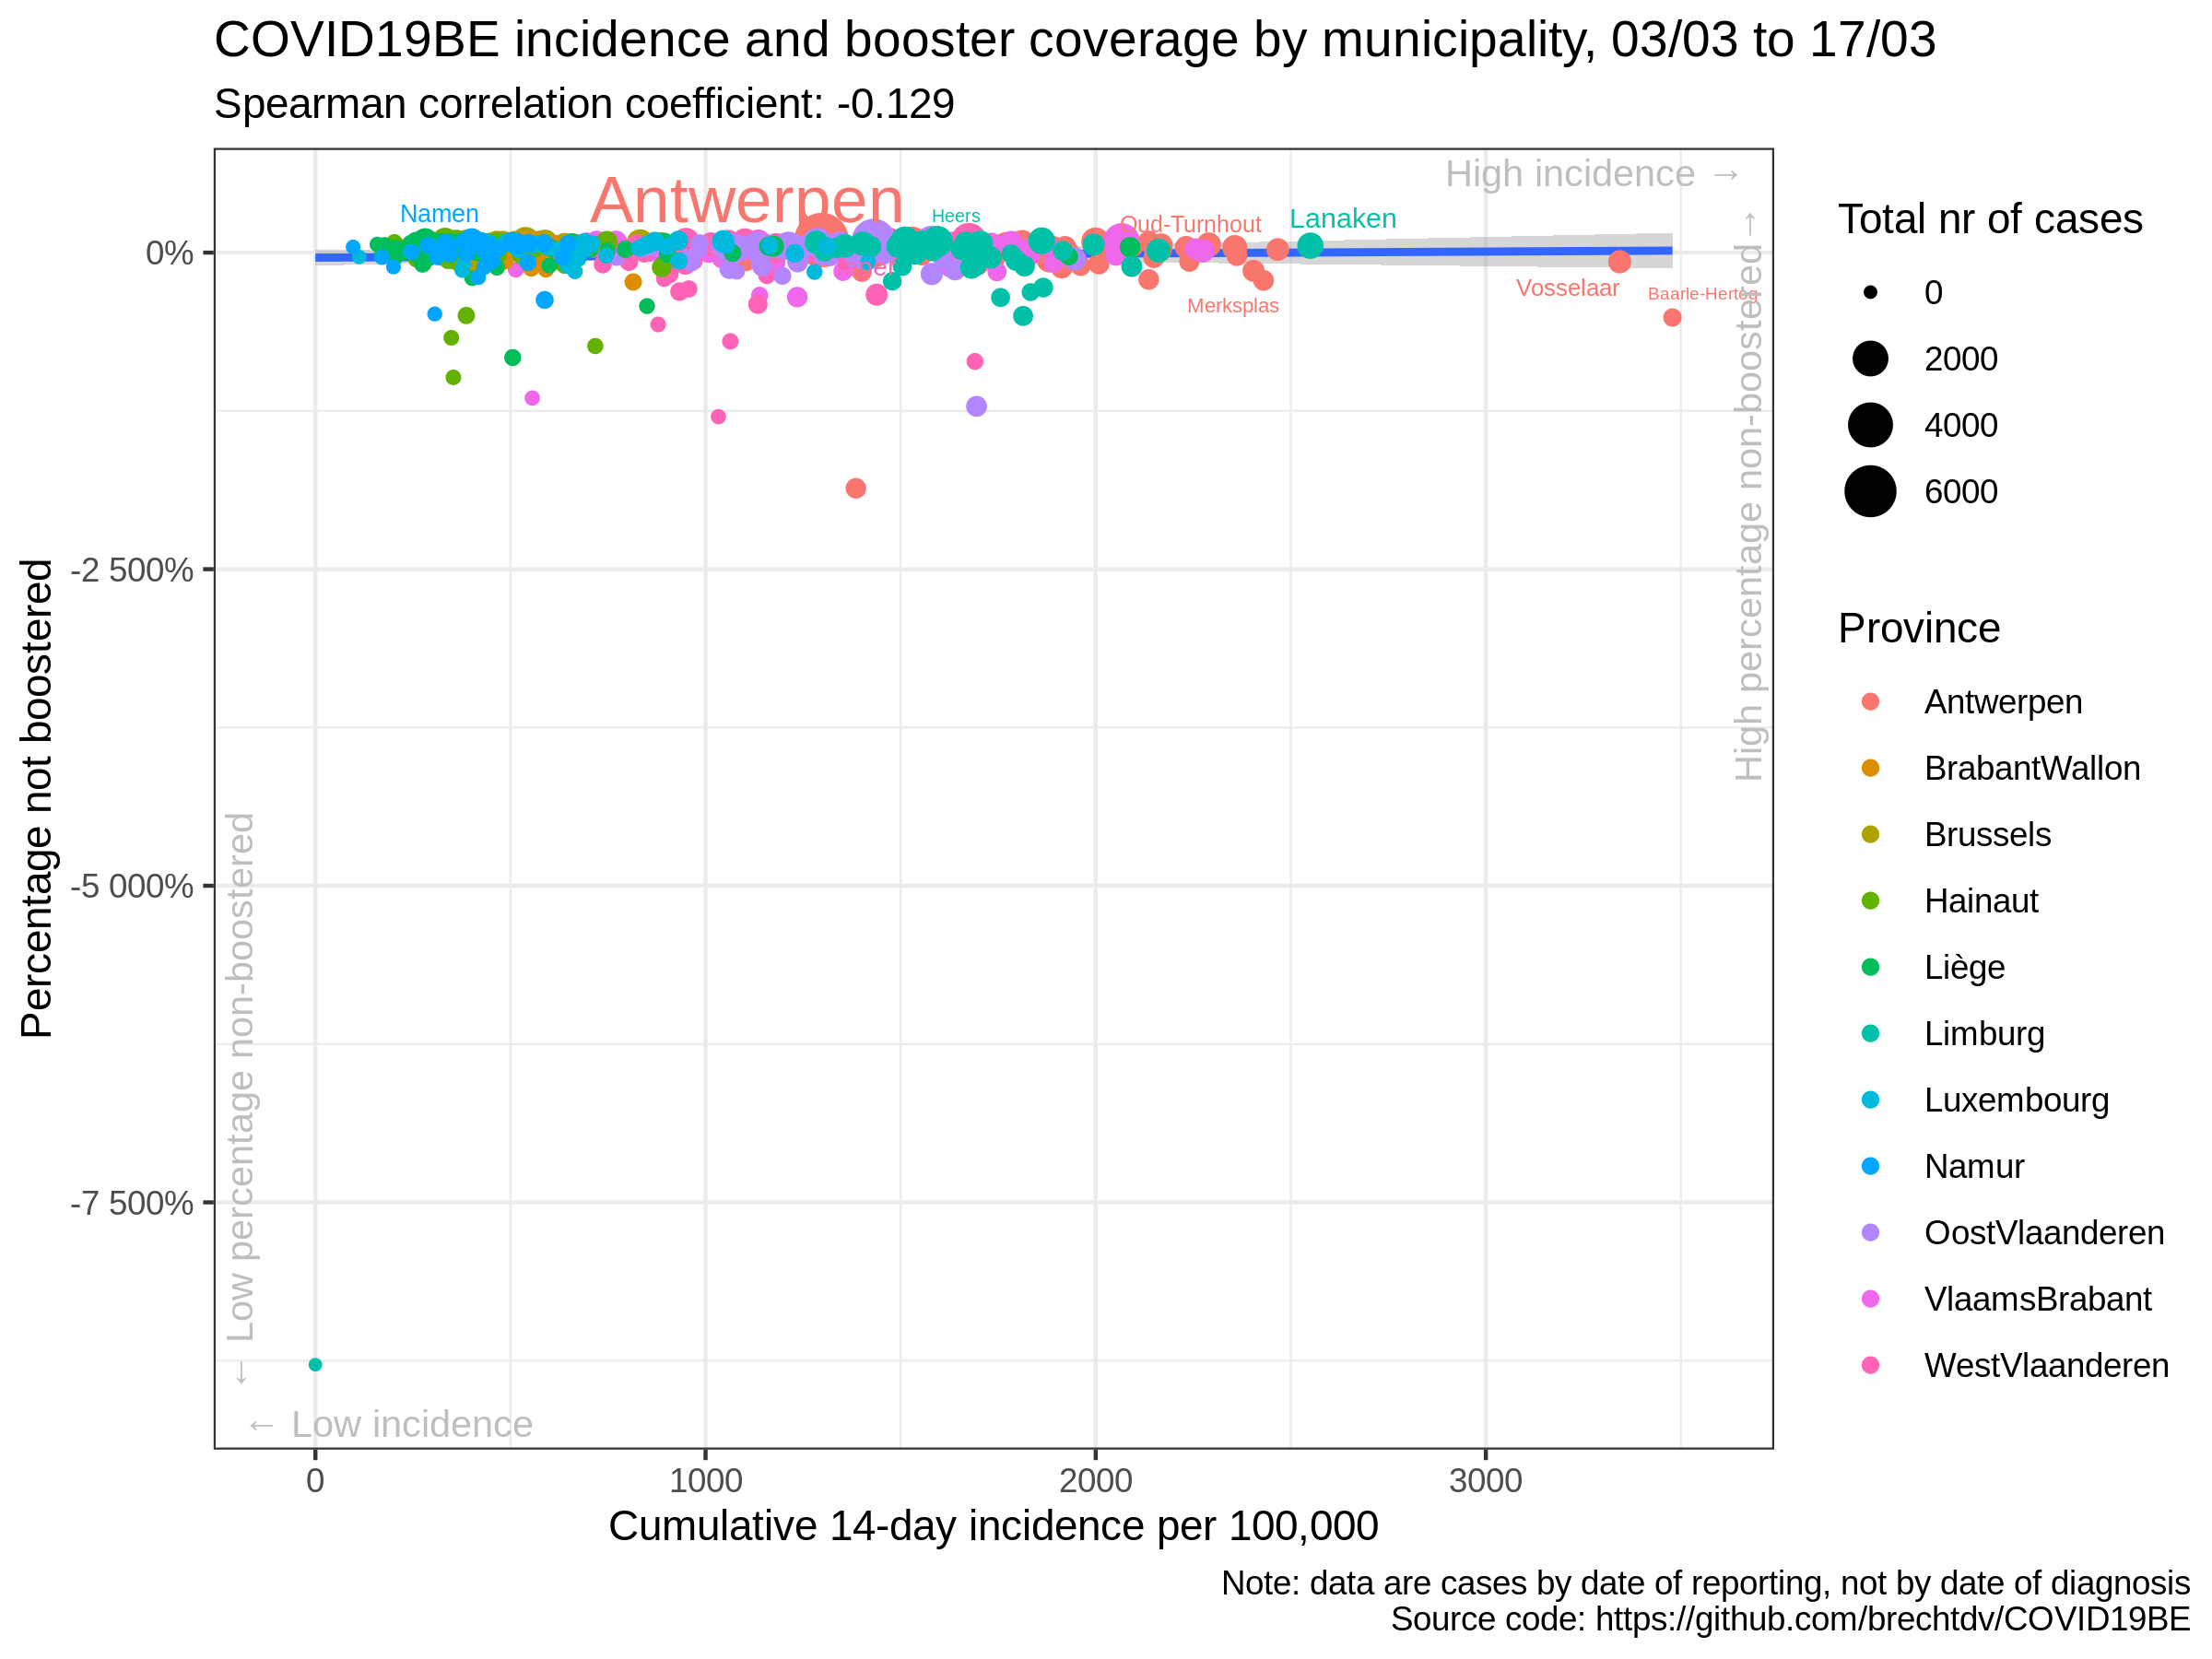 COVID19BE incidence and booster coverage by municipality, 03/03 to 17/03
Spearman correlation coefficient: -0.129
High incidence →
Antwerpen
Namen
Heers
Oud-Turnhout
Lanaken
Vosselaar
Baarle-Hertog
Merksplas
High percentage non-boostered →
← Low percentage non-boostered
← Low incidence
Percentage not boostered
0%
-2 500%
-5 000%
-7 500%
0
1000
2000
3000
Cumulative 14-day incidence per 100,000
Total nr of cases
0
2000
4000
6000
Province
Antwerpen
BrabantWallon
Brussels
Hainaut
Liège
Limburg
Luxembourg
Namur
OostVlaanderen
VlaamsBrabant
WestVlaanderen
Note: data are cases by date of reporting, not by date of diagnosis
Source code: https://github.com/brechtdv/COVID19BE